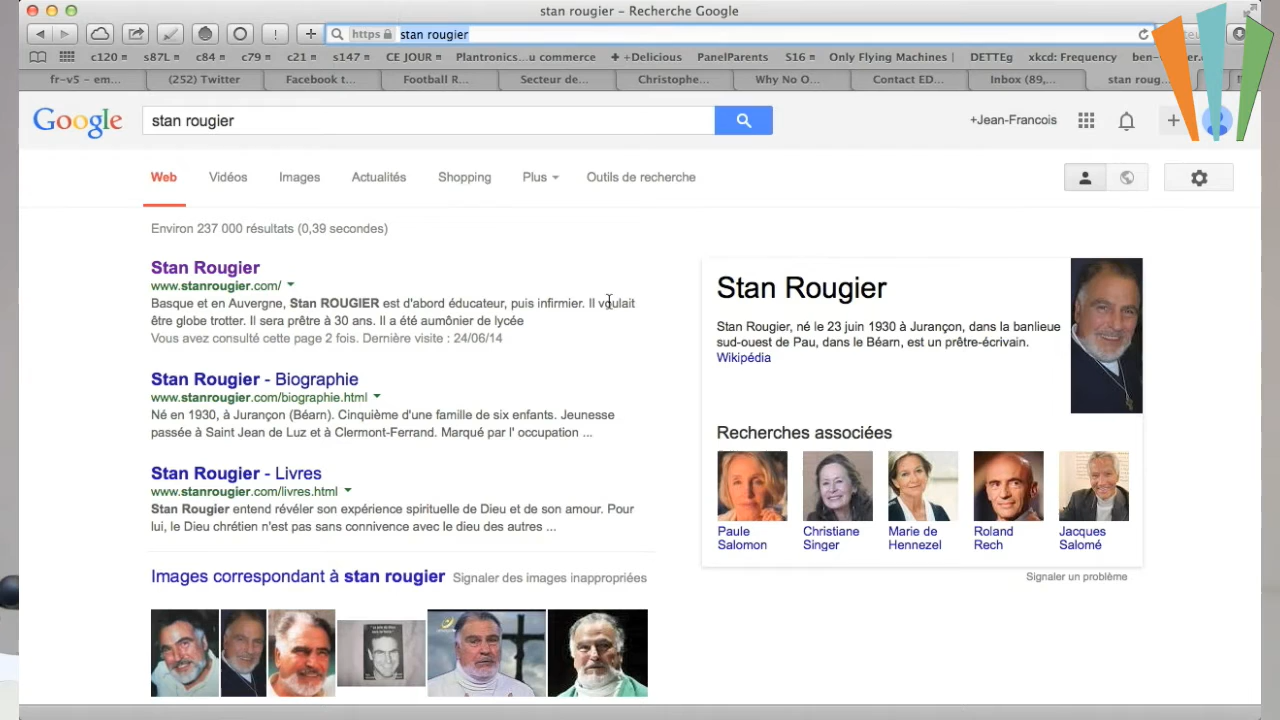 stan rougier – Recherche Google
https stan rougier
c120 s87L c84 c79 c21 s147 CE JOUR Plantronics...u commerce +Delicious PanelParents S16 Only Flying Machines DETTEg xkcd: Frequency
fr-v5 – em... (252) Twitter Facebook t... Football R... Secteur de... Christophe... Why No O... Contact ED... Inbox (89,... stan roug...
Google stan rougier +Jean-Francois
Web Vidéos Images Actualités Shopping Plus Outils de recherche
Environ 237 000 résultats (0,39 secondes)
Stan Rougier
www.stanrougier.com/
Basque et en Auvergne, Stan ROUGIER est d'abord éducateur, puis infirmier. Il voulait
être globe trotter. Il sera prêtre à 30 ans. Il a été aumônier de lycée
Vous avez consulté cette page 2 fois. Dernière visite : 24/06/14
Stan Rougier - Biographie
www.stanrougier.com/biographie.html
Né en 1930, à Jurançon (Béarn). Cinquième d'une famille de six enfants. Jeunesse
passée à Saint Jean de Luz et à Clermont-Ferrand. Marqué par l' occupation ...
Stan Rougier - Livres
www.stanrougier.com/livres.html
Stan Rougier entend révéler son expérience spirituelle de Dieu et de son amour. Pour
lui, le Dieu chrétien n'est pas sans connivence avec le dieu des autres ...
Images correspondant à stan rougier Signaler des images inappropriées
Stan Rougier
Stan Rougier, né le 23 juin 1930 à Jurançon, dans la banlieue
sud-ouest de Pau, dans le Béarn, est un prêtre-écrivain.
Wikipédia
Recherches associées
Paule Salomon
Christiane Singer
Marie de Hennezel
Roland Rech
Jacques Salomé
Signaler un problème